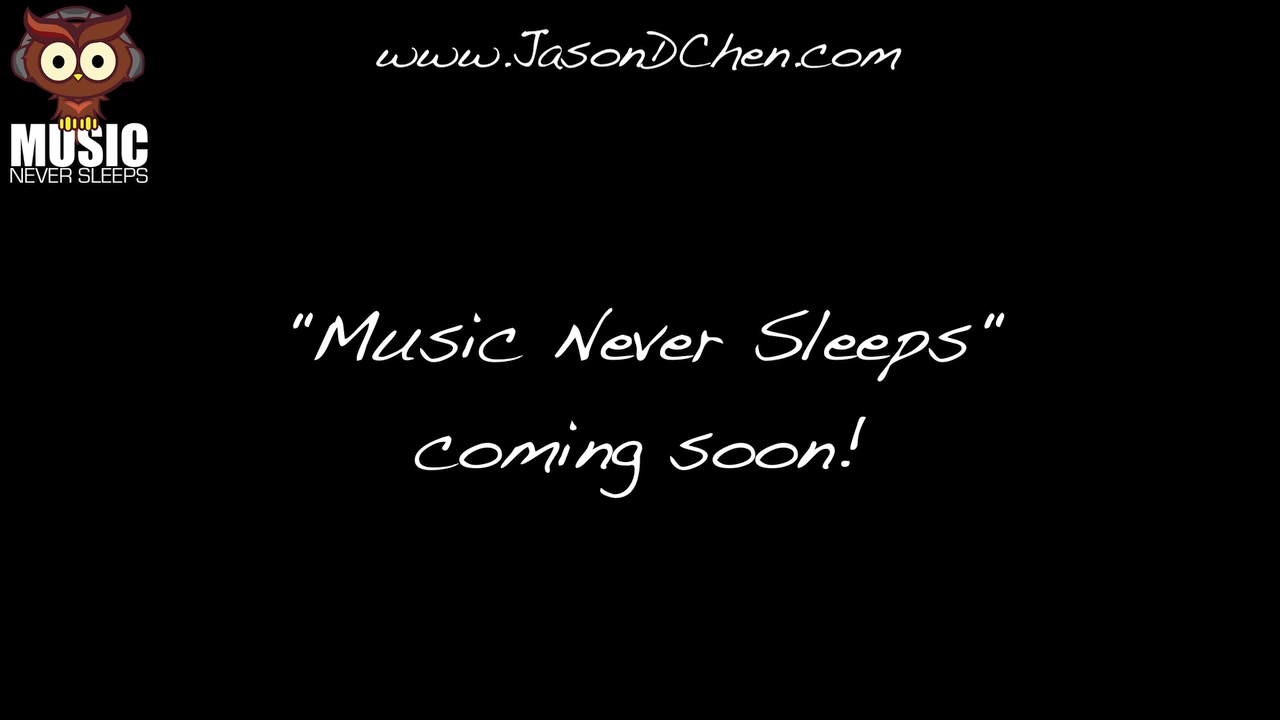 www.JasonDChen.com
MUSIC
NEVER SLEEPS
"Music Never Sleeps"
coming soon!